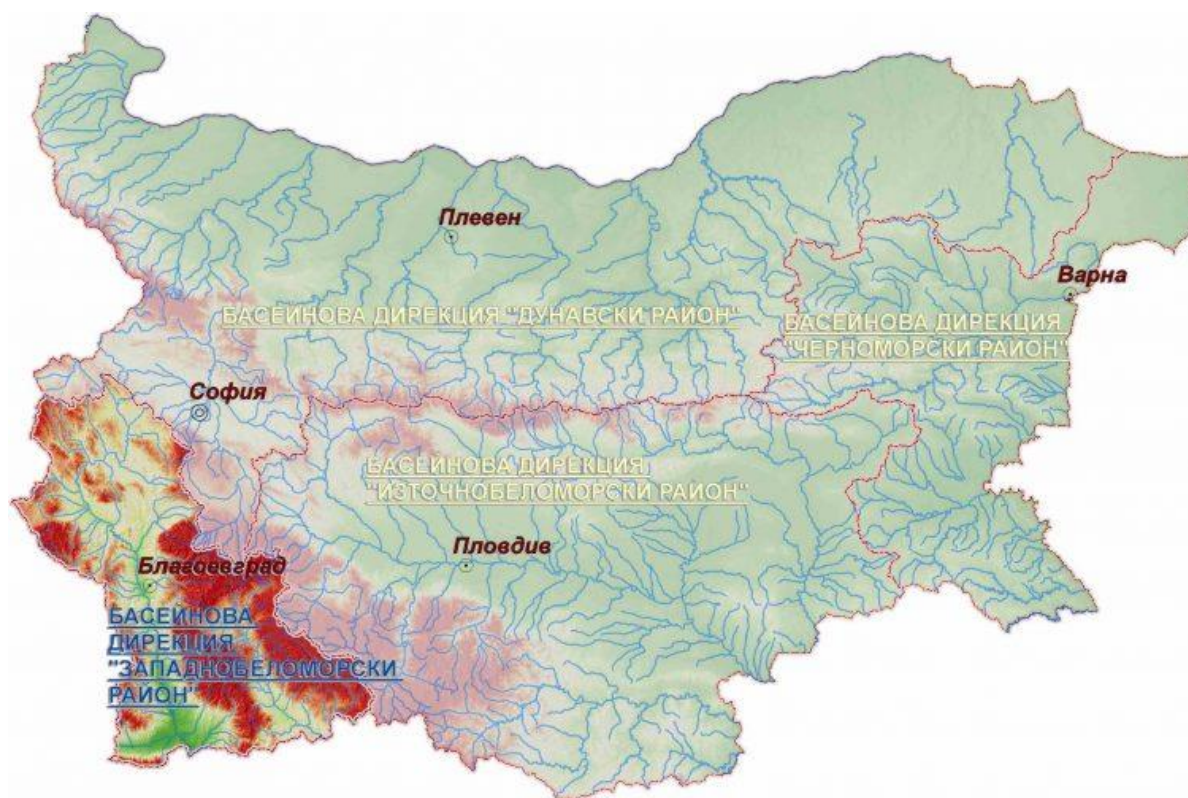 Плевен
Варна
БАСЕЙНОВА ДИРЕКЦИЯ "ДУНАВСКИ РАЙОН"
БАСЕЙНОВА ДИРЕКЦИЯ
"ЧЕРНОМОРСКИ РАЙОН"
София
БАСЕЙНОВА ДИРЕКЦИЯ
"ИЗТОЧНОБЕЛОМОРСКИ РАЙОН"
Пловдив
Благоевград
БАСЕЙНОВА
ДИРЕКЦИЯ
"ЗАПАДНОБЕЛОМОРСКИ
РАЙОН"